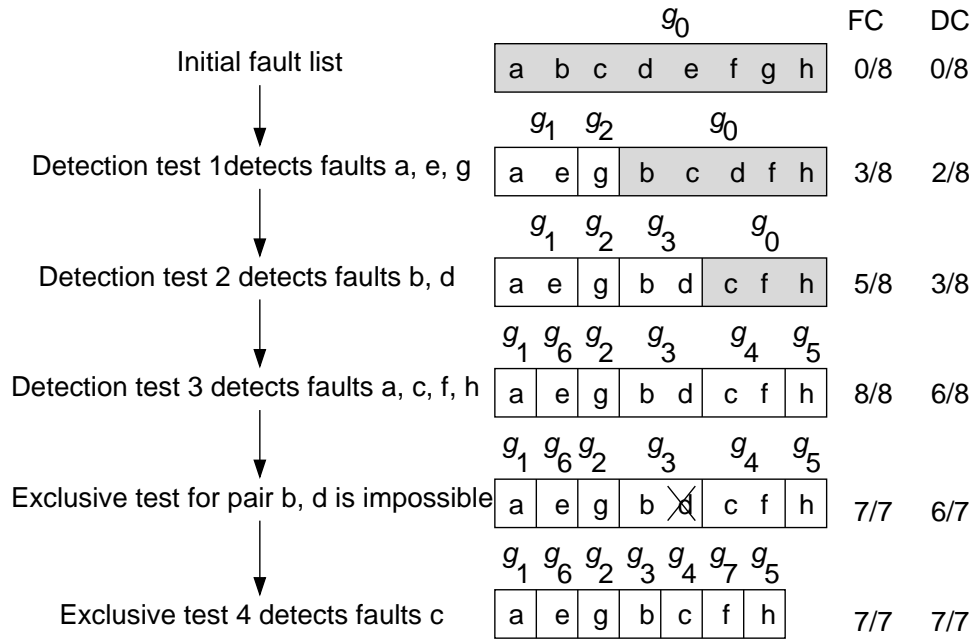 g0 FC DC
Initial fault list a b c d e f g h 0/8 0/8
g1 g2 g0
Detection test 1detects faults a, e, g a e g b c d f h 3/8 2/8
g1 g2 g3 g0
Detection test 2 detects faults b, d a e g b d c f h 5/8 3/8
g1 g6 g2 g3 g4 g5
Detection test 3 detects faults a, c, f, h a e g b d c f h 8/8 6/8
g1 g6 g2 g3 g4 g5
Exclusive test for pair b, d is impossible a e g b d c f h 7/7 6/7
g1 g6 g2 g3 g4 g7 g5
Exclusive test 4 detects faults c a e g b c f h 7/7 7/7